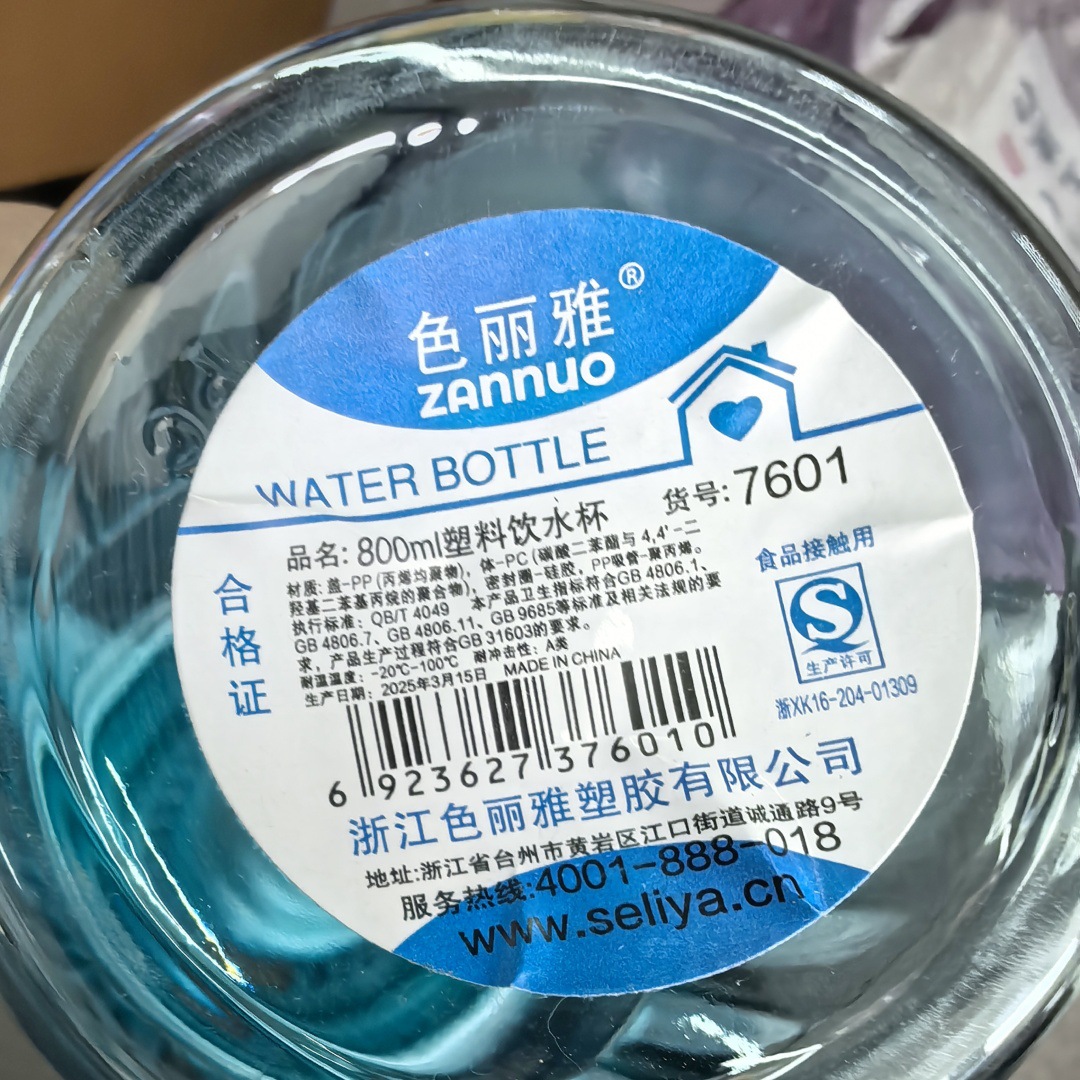 色丽雅®
ZANNUO
WATER BOTTLE
货号:7601
品名: 800ml塑料饮水杯
材质: 盖-PP (丙烯均聚物), 体-PC (碳酸二苯酯与 4,4'-二
羟基二苯基丙烷的聚合物), 密封圈-硅胶, PP吸管-聚丙烯。
执行标准: QB/T 4049 本产品卫生指标符合GB 4806.1、
GB 4806.7、GB 4806.11、GB 9685等标准及相关法规的要
求, 产品生产过程符合GB 31603的要求。
耐温温度: -20℃-100℃ 耐冲击性: A类
生产日期: 2025年3月15日 MADE IN CHINA
合格证
食品接触用
生产许可
浙XK16-204-01309
6 923627 376010
浙江色丽雅塑胶有限公司
地址:浙江省台州市黄岩区江口街道诚通路9号
服务热线:4001-888-018
www.seliya.cn